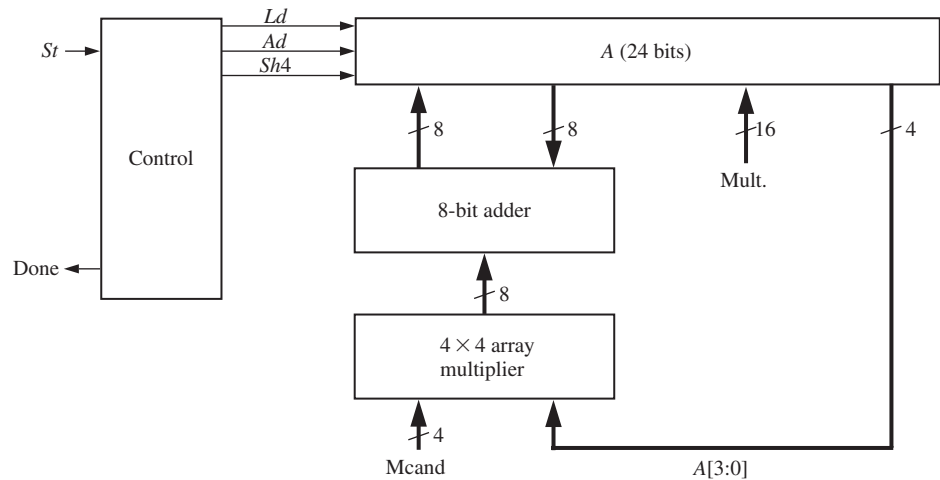 Ld
Ad
Sh4
St
Control
Done
A (24 bits)
8
8
16
4
Mult.
8-bit adder
8
4 × 4 array
multiplier
4
Mcand
A[3:0]